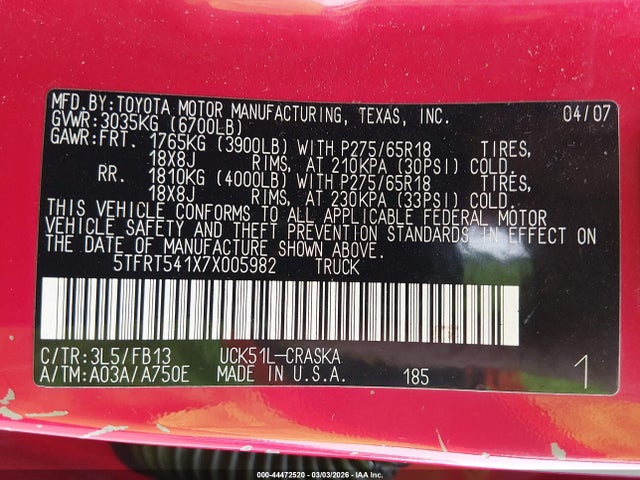 MFD.BY:TOYOTA MOTOR MANUFACTURING, TEXAS, INC. 04/07
GVWR:3035KG (6700LB)
GAWR:FRT. 1765KG (3900LB) WITH P275/65R18 TIRES,
18X8J RIMS, AT 210KPA (30PSI) COLD.
RR. 1810KG (4000LB) WITH P275/65R18 TIRES,
18X8J RIMS, AT 230KPA (33PSI) COLD.
THIS VEHICLE CONFORMS TO ALL APPLICABLE FEDERAL MOTOR
VEHICLE SAFETY AND THEFT PREVENTION STANDARDS IN EFFECT ON
THE DATE OF MANUFACTURE SHOWN ABOVE.
5TFRT541X7X005982 TRUCK
C/TR:3L5/FB13 UCK51L-CRASKA
A/TM:A03A/A750E MADE IN U.S.A. 185 1
000-44472520 - 03/03/2026 - IAA Inc.